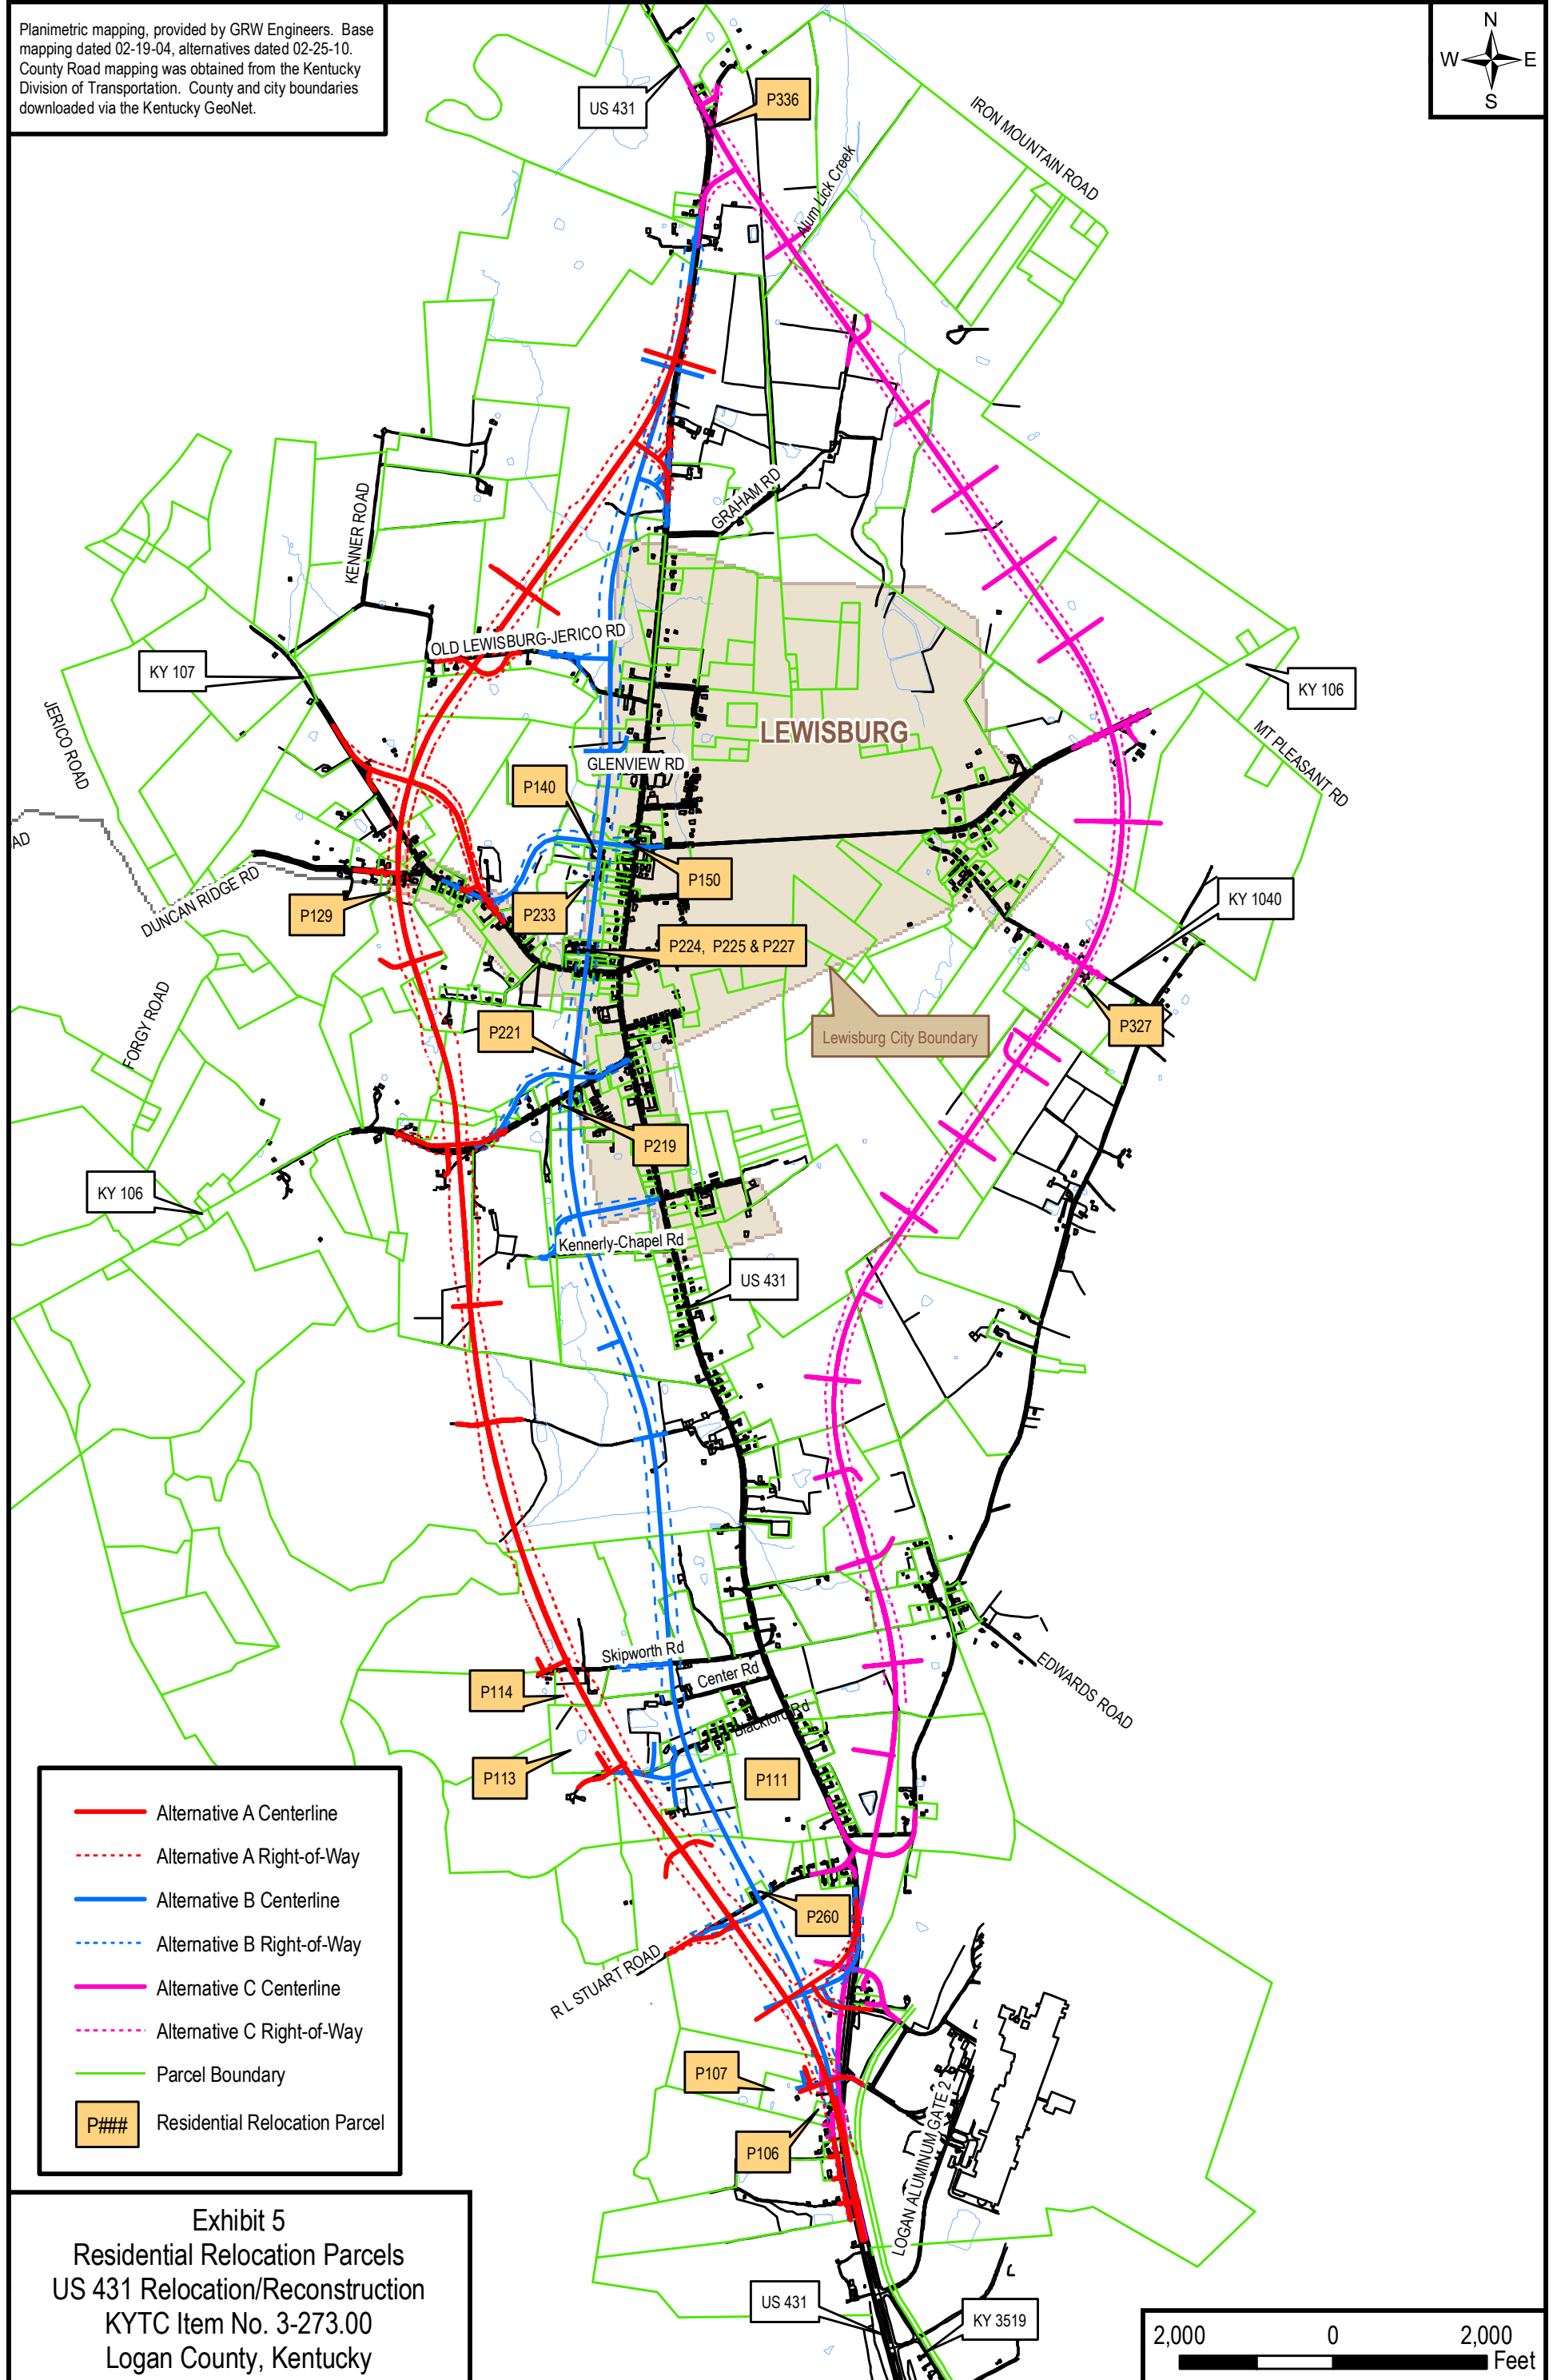 Planimetric mapping, provided by GRW Engineers. Base
mapping dated 02-19-04, alternatives dated 02-25-10.
County Road mapping was obtained from the Kentucky
Division of Transportation. County and city boundaries
downloaded via the Kentucky GeoNet.
N
W E
S
US 431
P336
IRON MOUNTAIN ROAD
Alum Lick Creek
KENNER ROAD
GRAHAM RD
OLD LEWISBURG-JERICO RD
KY 107
KY 106
JERICO ROAD
LEWISBURG
MT PLEASANT RD
GLENVIEW RD
P140
AD
P150
DUNCAN RIDGE RD
P129
P233
KY 1040
P224, P225 & P227
FORGY ROAD
P221
Lewisburg City Boundary
P327
P219
KY 106
Kennerly-Chapel Rd
US 431
Skipworth Rd
Center Rd
EDWARDS ROAD
P114
Blackford Rd
P113
P111
P260
R L STUART ROAD
P107
P106
LOGAN ALUMINUM GATE 2
US 431
KY 3519
Alternative A Centerline
Alternative A Right-of-Way
Alternative B Centerline
Alternative B Right-of-Way
Alternative C Centerline
Alternative C Right-of-Way
Parcel Boundary
P### Residential Relocation Parcel
Exhibit 5
Residential Relocation Parcels
US 431 Relocation/Reconstruction
KYTC Item No. 3-273.00
Logan County, Kentucky
2,000 0 2,000
Feet